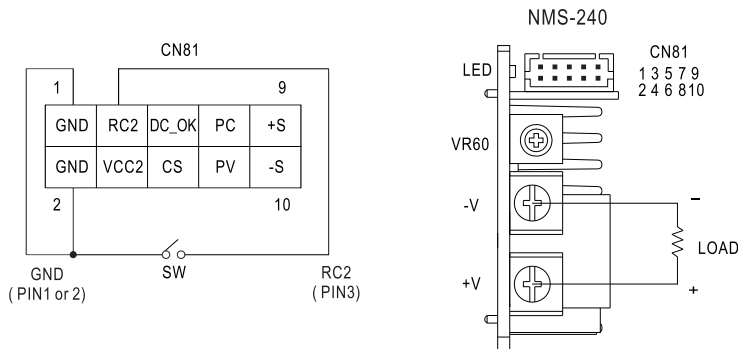 NMS-240
CN81
1 9
GND RC2 DC_OK PC +S
GND VCC2 CS PV -S
2 10
GND
( PIN1 or 2)
SW
RC2
( PIN3)
LED
CN81
1 3 5 7 9
2 4 6 8 10
VR60
-V
+V
−
LOAD
+